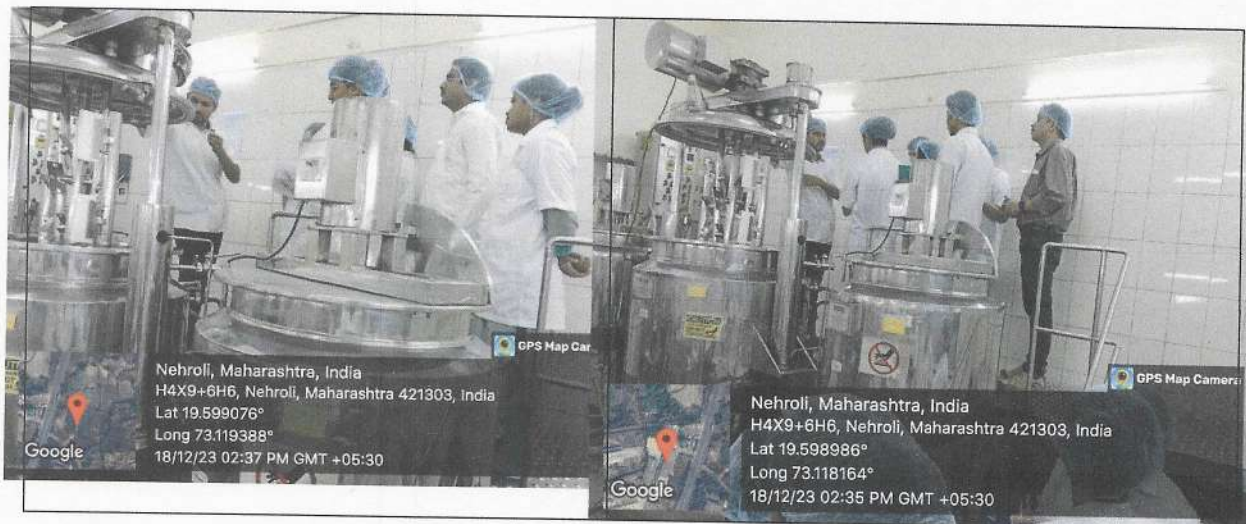 GPS Map Car
Nehroli, Maharashtra, India
H4X9+6H6, Nehroli, Maharashtra 421303, India
Lat 19.599076°
Long 73.119388°
18/12/23 02:37 PM GMT +05:30
Google
GPS Map Camera
Nehroli, Maharashtra, India
H4X9+6H6, Nehroli, Maharashtra 421303, India
Lat 19.598986°
Long 73.118164°
18/12/23 02:35 PM GMT +05:30
Google